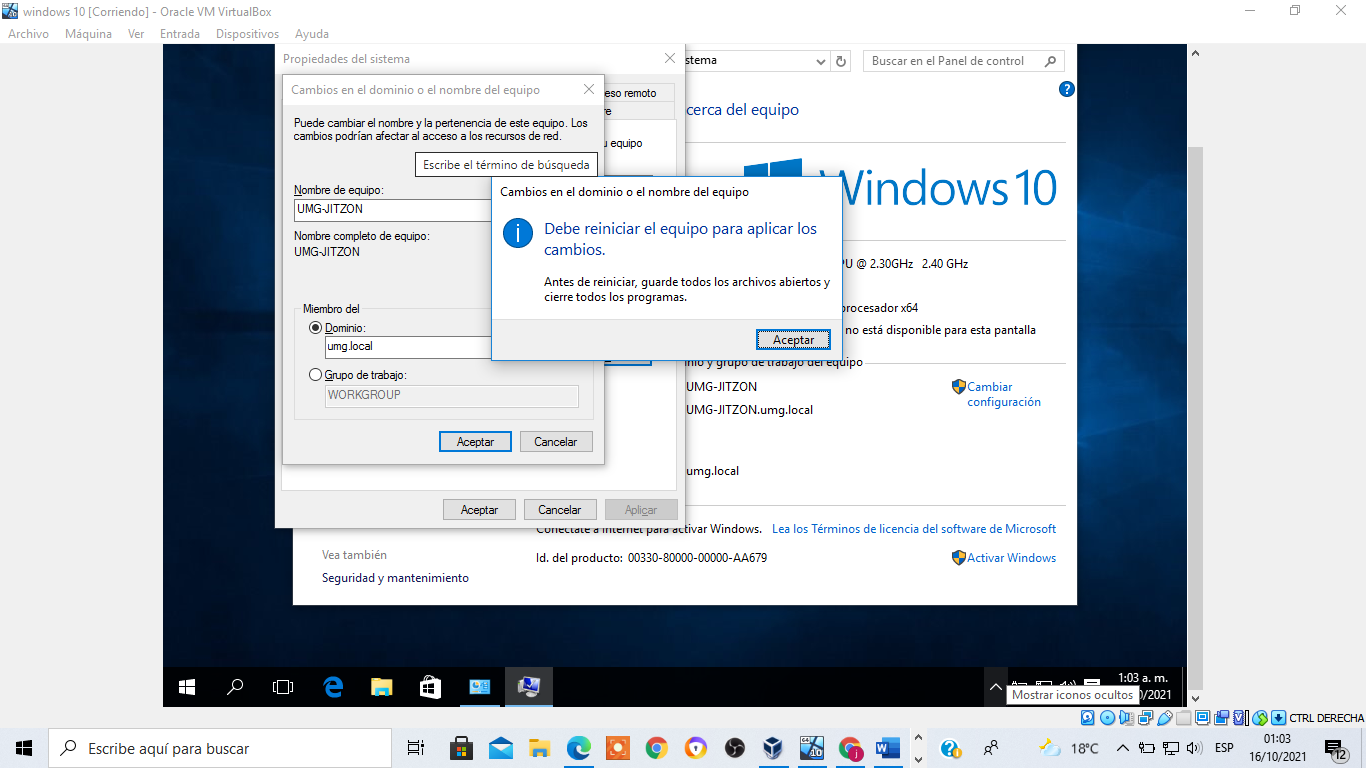 windows 10 [Corriendo] - Oracle VM VirtualBox
Archivo Máquina Ver Entrada Dispositivos Ayuda
Propiedades del sistema
stema
Buscar en el Panel de control
Cambios en el dominio o el nombre del equipo
eso remoto
re
cerca del equipo
Puede cambiar el nombre y la pertenencia de este equipo. Los
cambios podrían afectar al acceso a los recursos de red.
u equipo
Escribe el término de búsqueda
Nombre de equipo:
UMG-JITZON
Nombre completo de equipo:
UMG-JITZON
Cambios en el dominio o el nombre del equipo
Debe reiniciar el equipo para aplicar los
cambios.
Antes de reiniciar, guarde todos los archivos abiertos y
cierre todos los programas.
Aceptar
Windows 10
PU @ 2.30GHz 2.40 GHz
procesador x64
no está disponible para esta pantalla
Miembro del
Dominio:
umg.local
Grupo de trabajo:
WORKGROUP
Aceptar Cancelar
nio y grupo de trabajo del equipo
UMG-JITZON
Cambiar
configuración
UMG-JITZON.umg.local
umg.local
Aceptar Cancelar Aplicar
Conéctate a Internet para activar Windows. Lea los Términos de licencia del software de Microsoft
Vea también
Id. del producto: 00330-80000-00000-AA679
Activar Windows
Seguridad y mantenimiento
1:03 a. m.
0/2021
Mostrar iconos ocultos
CTRL DERECHA
Escribe aquí para buscar
18°C
ESP
01:03
16/10/2021
12